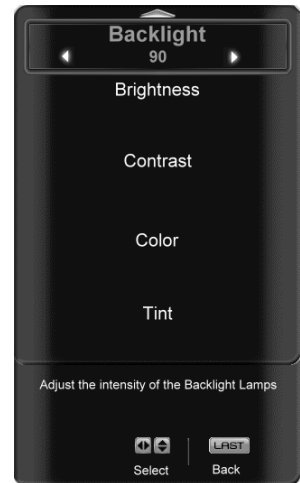 Backlight
90
Brightness
Contrast
Color
Tint
Adjust the intensity of the Backlight Lamps
LAST
Select
Back